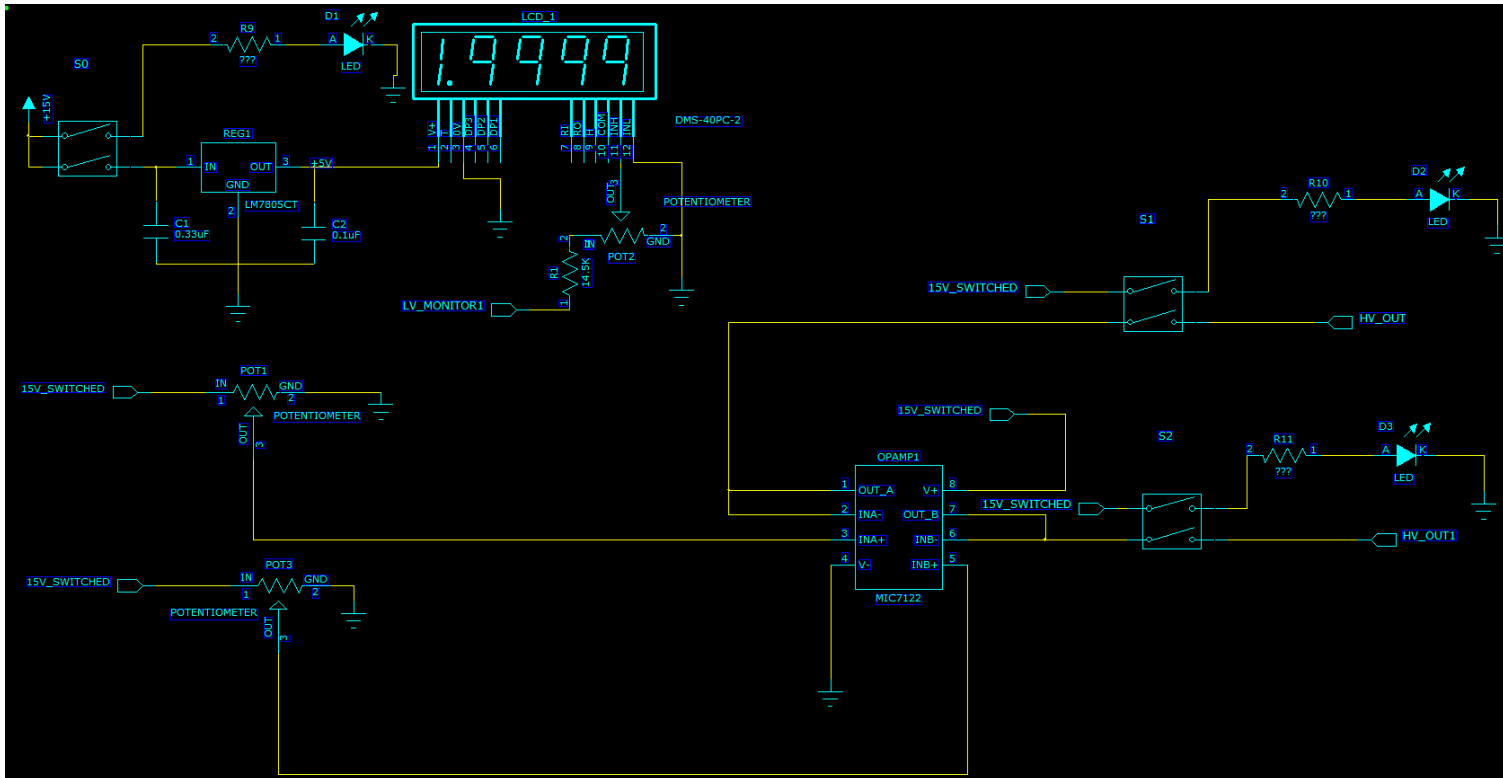 D1
LCD_1
R9
2
1
A
K
???
LED
S0
1.9999
+15V
DMS-40PC-2
V+
T
0V
DP3
DP2
DP1
RI
RO
H
COM
INH
INL
1
2
3
4
5
6
7
8
9
10
11
12
REG1
1
IN
OUT
3
+5V
GND
2
LM7805CT
C1
0.33uF
C2
0.1uF
OUT
3
POTENTIOMETER
2
IN
2
GND
POT2
R1
14.5K
1
LV_MONITOR1
D2
R10
2
1
A
K
???
LED
S1
15V_SWITCHED
HV_OUT
POT1
15V_SWITCHED
IN
GND
1
2
POTENTIOMETER
OUT
3
15V_SWITCHED
S2
D3
R11
2
1
A
K
???
LED
OPAMP1
1
OUT_A
V+
8
2
INA-
OUT_B
7
3
INA+
INB-
6
4
V-
INB+
5
MIC7122
15V_SWITCHED
HV_OUT1
POT3
15V_SWITCHED
IN
GND
1
2
POTENTIOMETER
OUT
3